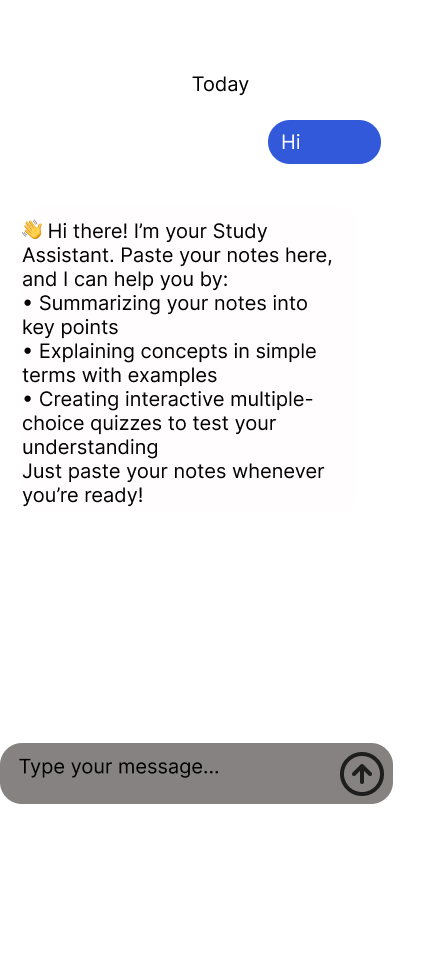 Today
Hi
👋 Hi there! I’m your Study
Assistant. Paste your notes here,
and I can help you by:
• Summarizing your notes into
key points
• Explaining concepts in simple
terms with examples
• Creating interactive multiple-
choice quizzes to test your
understanding
Just paste your notes whenever
you’re ready!
Type your message...